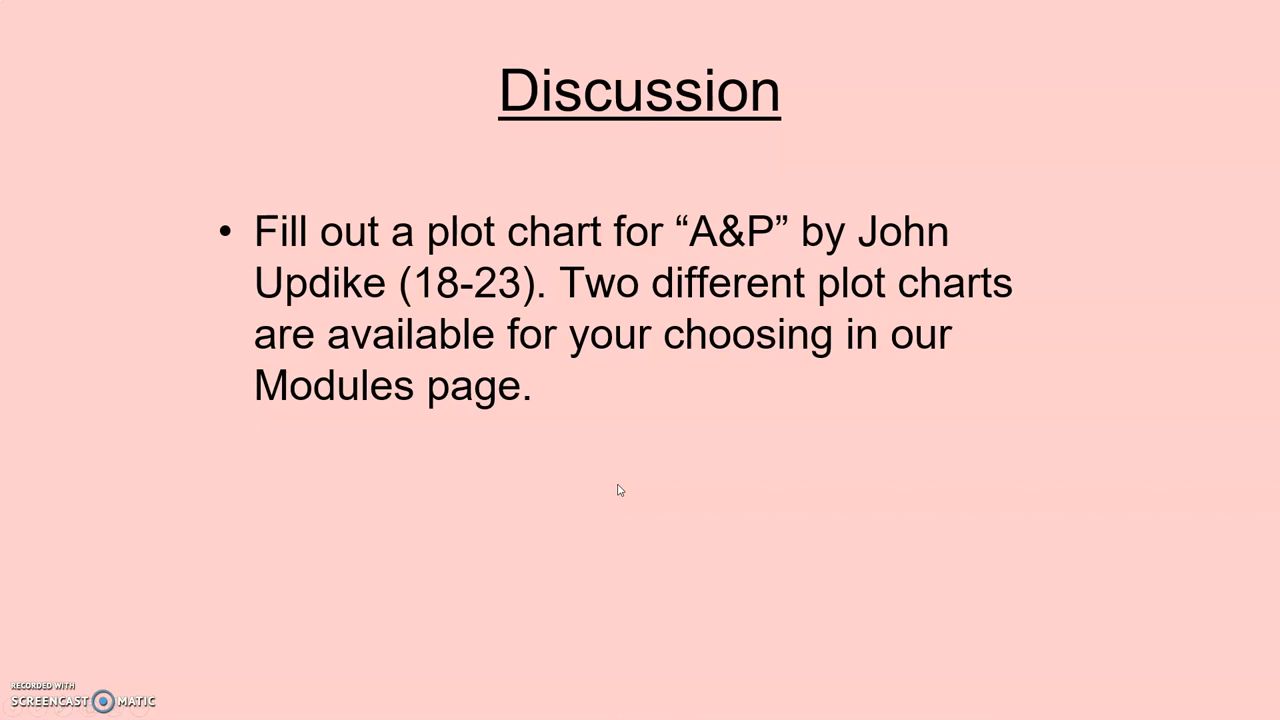 Discussion
• Fill out a plot chart for “A&P” by John
Updike (18-23). Two different plot charts
are available for your choosing in our
Modules page.
RECORDED WITH
SCREENCAST MATIC